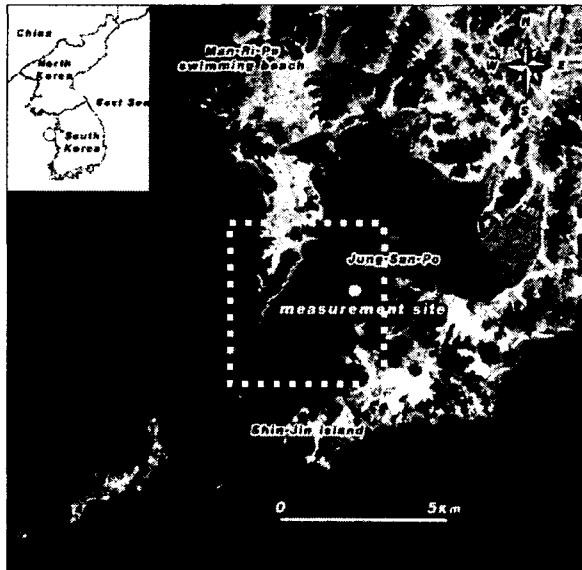 China
North
Korea
East Sea
South
Korea
Man-Ri-Po
swimming beach
N
W
E
S
Jung-San-Po
measurement site
Shin-Jin Island
0
5Km